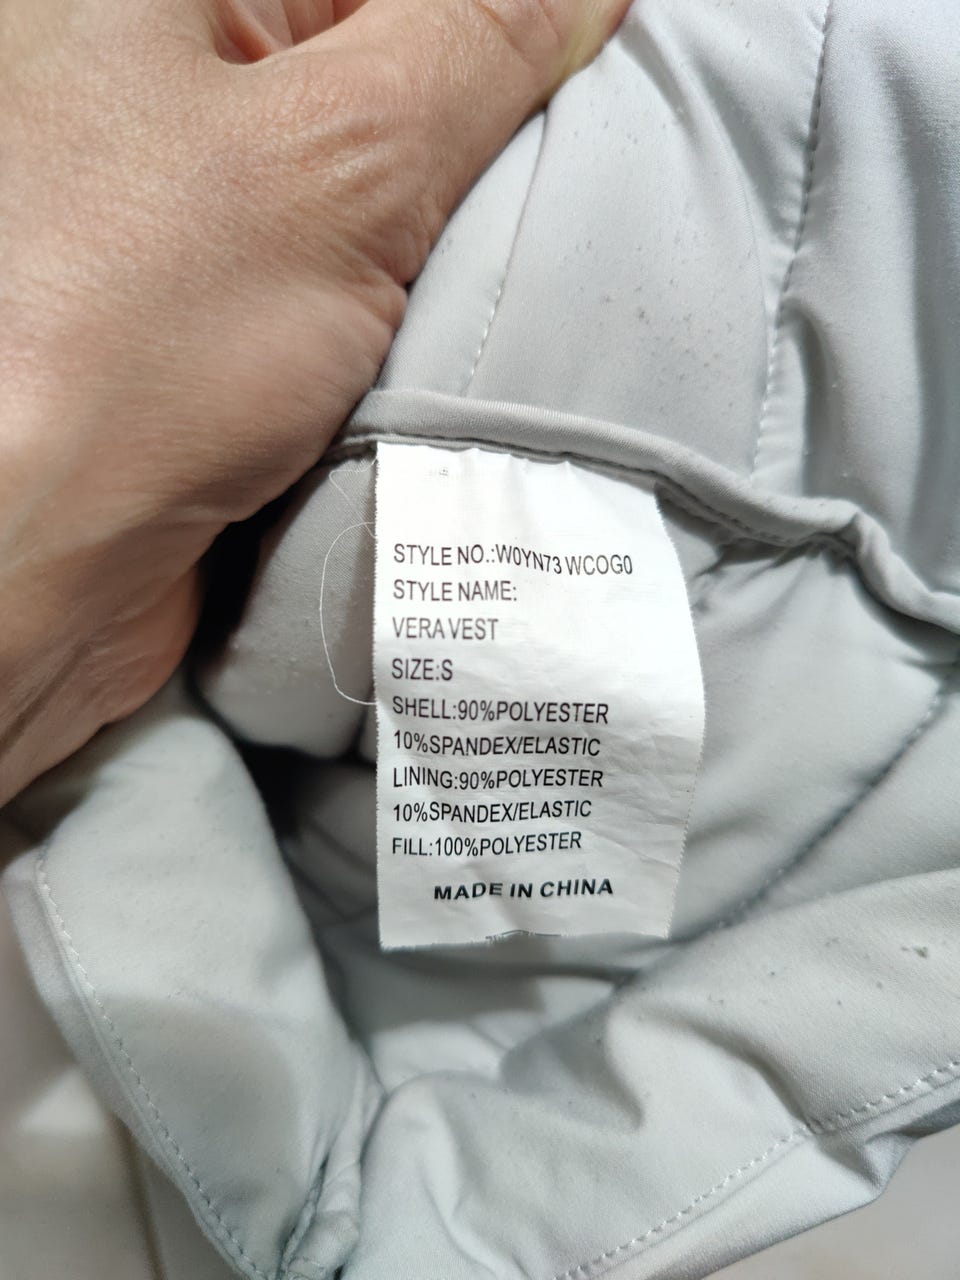 STYLE NO.:W0YN73 WCOG0
STYLE NAME:
VERA VEST
SIZE:S
SHELL:90%POLYESTER
10%SPANDEX/ELASTIC
LINING:90%POLYESTER
10%SPANDEX/ELASTIC
FILL:100%POLYESTER
MADE IN CHINA